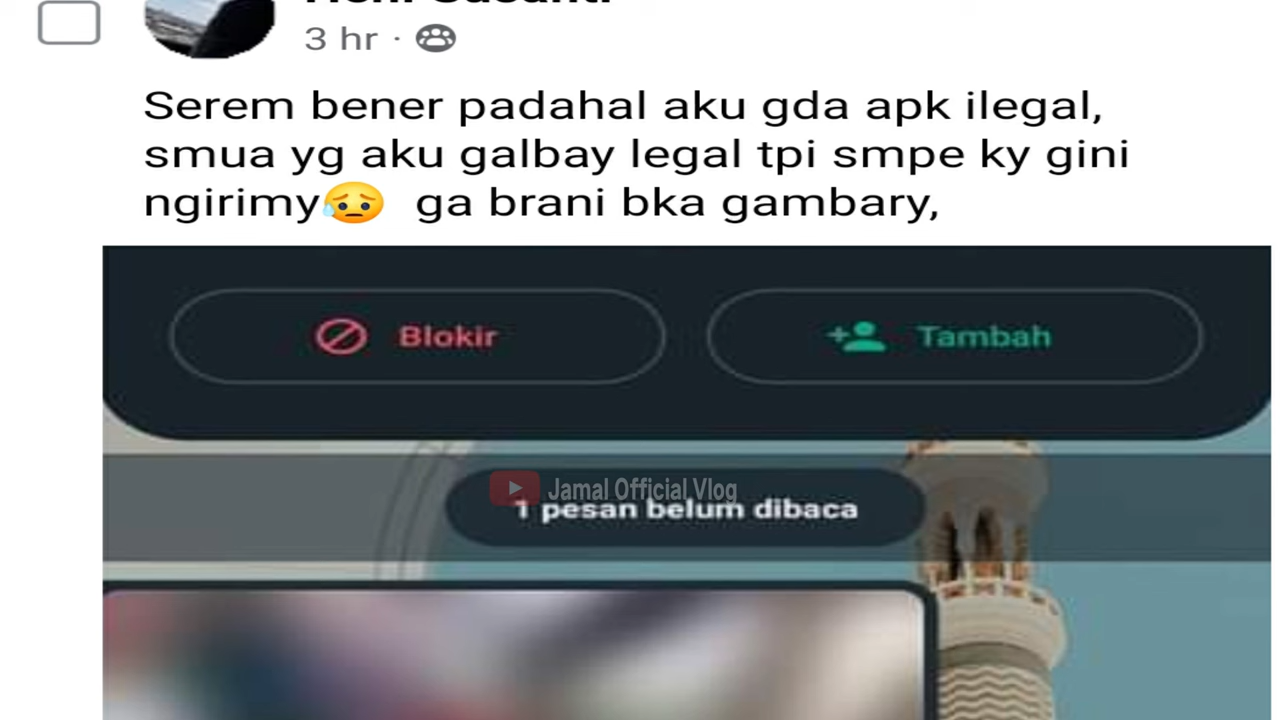 3 hr ·
Serem bener padahal aku gda apk ilegal,
smua yg aku galbay legal tpi smpe ky gini
ngirimy😥 ga brani bka gambary,
Blokir
Tambah
Jamal Official Vlog
1 pesan belum dibaca